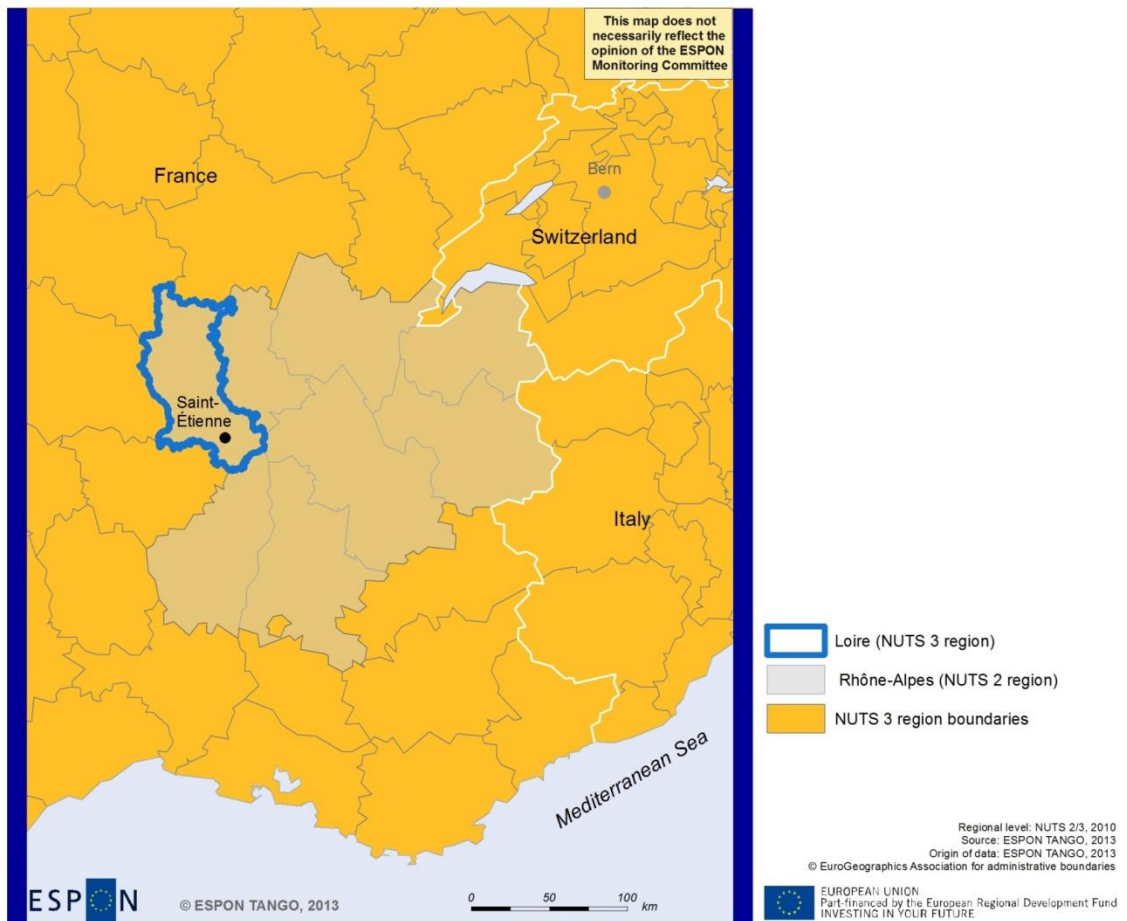 This map does not
necessarily reflect the
opinion of the ESPON
Monitoring Committee
France
Bern
Switzerland
Saint-
Étienne
Italy
Mediterranean Sea
Loire (NUTS 3 region)
Rhône-Alpes (NUTS 2 region)
NUTS 3 region boundaries
Regional level: NUTS 2/3, 2010
Source: ESPON TANGO, 2013
Origin of data: ESPON TANGO, 2013
© EuroGeographics Association for administrative boundaries
ESPON
© ESPON TANGO, 2013
0 50 100
km
EUROPEAN UNION
Part-financed by the European Regional Development Fund
INVESTING IN YOUR FUTURE